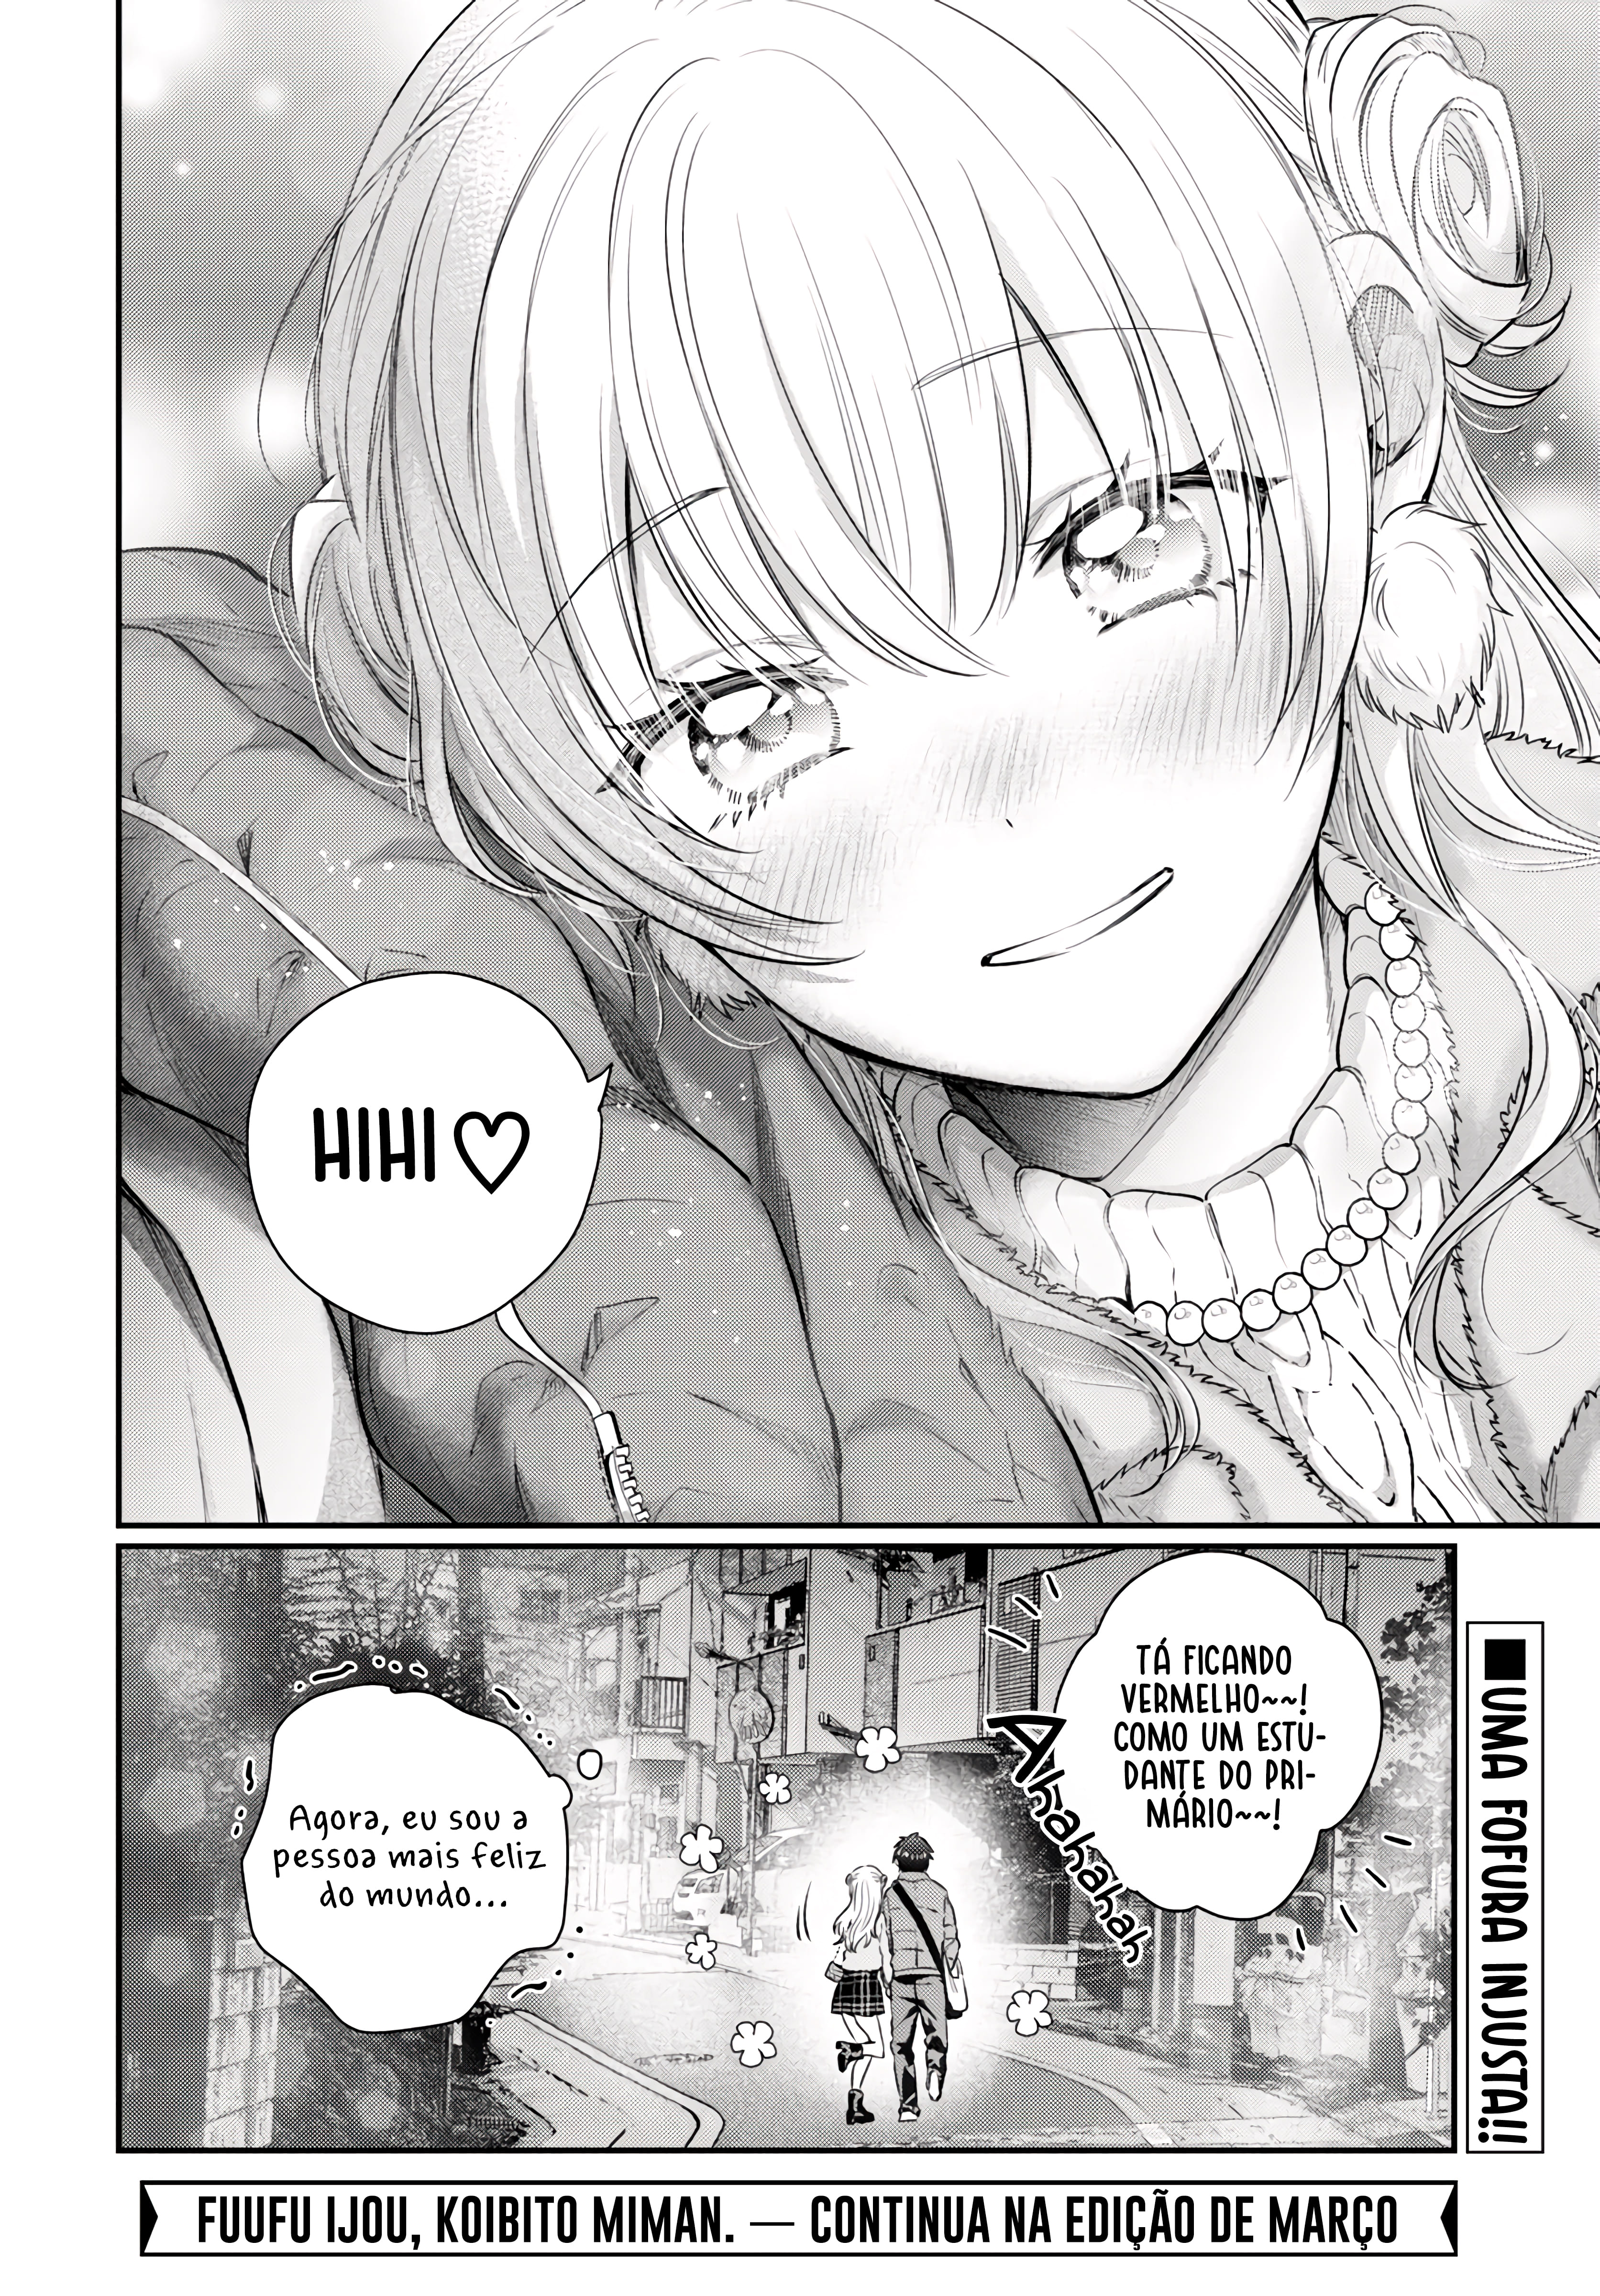 HIHI♡
TÁ FICANDO
VERMELHO~~!
COMO UM ESTU-
DANTE DO PRI-
MÁRIO~~!
Ahahahah
Agora, eu sou a
pessoa mais feliz
do mundo...
■UMA FOFURA INJUSTA!!
FUUFU IJOU, KOIBITO MIMAN. — CONTINUA NA EDIÇÃO DE MARÇO